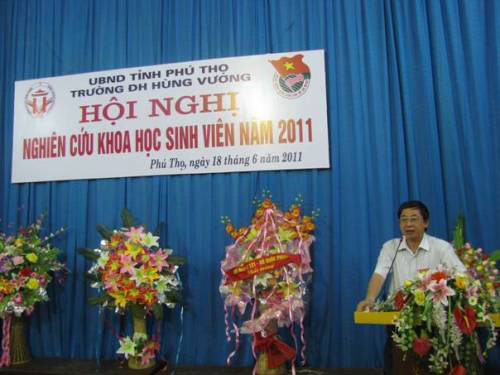 UBND TỈNH PHÚ THỌ
TRƯỜNG ĐH HÙNG VƯƠNG
HỘI NGHỊ
NGHIÊN CỨU KHOA HỌC SINH VIÊN NĂM 2011
Phú Thọ, ngày 18 tháng 6 năm 2011